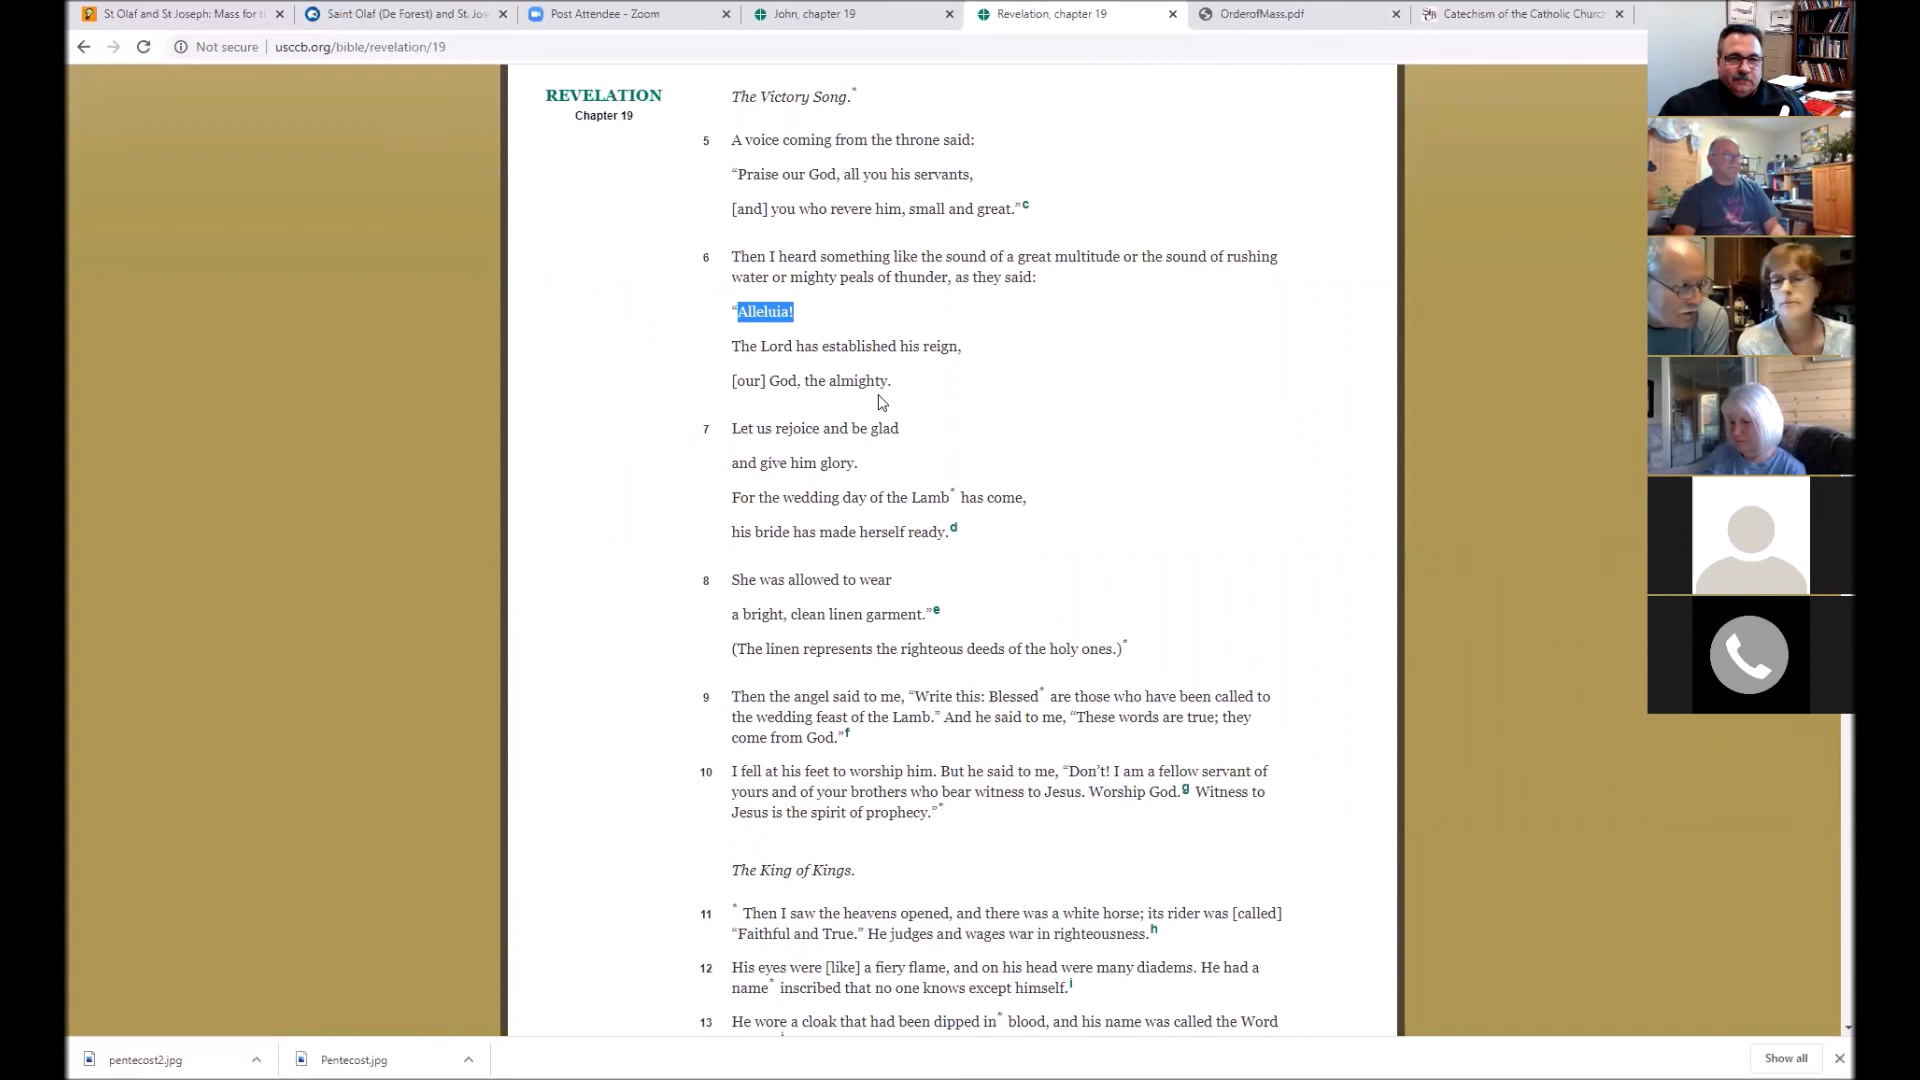 St Olaf and St Joseph: Mass for t
Saint Olaf (De Forest) and St. Jos
Post Attendee - Zoom
John, chapter 19
Revelation, chapter 19
OrderofMass.pdf
Catechism of the Catholic Church
Not secure
usccb.org/bible/revelation/19
REVELATION
Chapter 19
The Victory Song.*
5 A voice coming from the throne said:
“Praise our God, all you his servants,
[and] you who revere him, small and great.”c
6 Then I heard something like the sound of a great multitude or the sound of rushing
water or mighty peals of thunder, as they said:
“Alleluia!
The Lord has established his reign,
[our] God, the almighty.
7 Let us rejoice and be glad
and give him glory.
For the wedding day of the Lamb* has come,
his bride has made herself ready.d
8 She was allowed to wear
a bright, clean linen garment.”e
(The linen represents the righteous deeds of the holy ones.)*
9 Then the angel said to me, “Write this: Blessed* are those who have been called to
the wedding feast of the Lamb.” And he said to me, “These words are true; they
come from God.”f
10 I fell at his feet to worship him. But he said to me, “Don’t! I am a fellow servant of
yours and of your brothers who bear witness to Jesus. Worship God.g Witness to
Jesus is the spirit of prophecy.”*
The King of Kings.
11 * Then I saw the heavens opened, and there was a white horse; its rider was [called]
“Faithful and True.” He judges and wages war in righteousness.h
12 His eyes were [like] a fiery flame, and on his head were many diadems. He had a
name* inscribed that no one knows except himself.i
13 He wore a cloak that had been dipped in* blood, and his name was called the Word
pentecost2.jpg
Pentecost.jpg
Show all